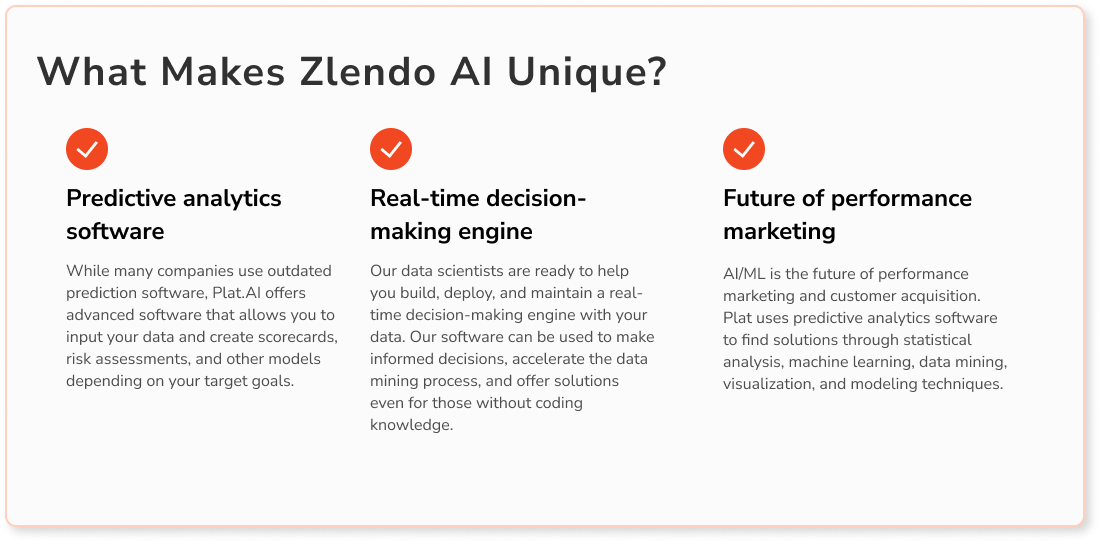 What Makes Zlendo AI Unique?
Predictive analytics
software
While many companies use outdated
prediction software, Plat.AI offers
advanced software that allows you to
input your data and create scorecards,
risk assessments, and other models
depending on your target goals.
Real-time decision-
making engine
Our data scientists are ready to help
you build, deploy, and maintain a real-
time decision-making engine with your
data. Our software can be used to make
informed decisions, accelerate the data
mining process, and offer solutions
even for those without coding
knowledge.
Future of performance
marketing
AI/ML is the future of performance
marketing and customer acquisition.
Plat uses predictive analytics software
to find solutions through statistical
analysis, machine learning, data mining,
visualization, and modeling techniques.